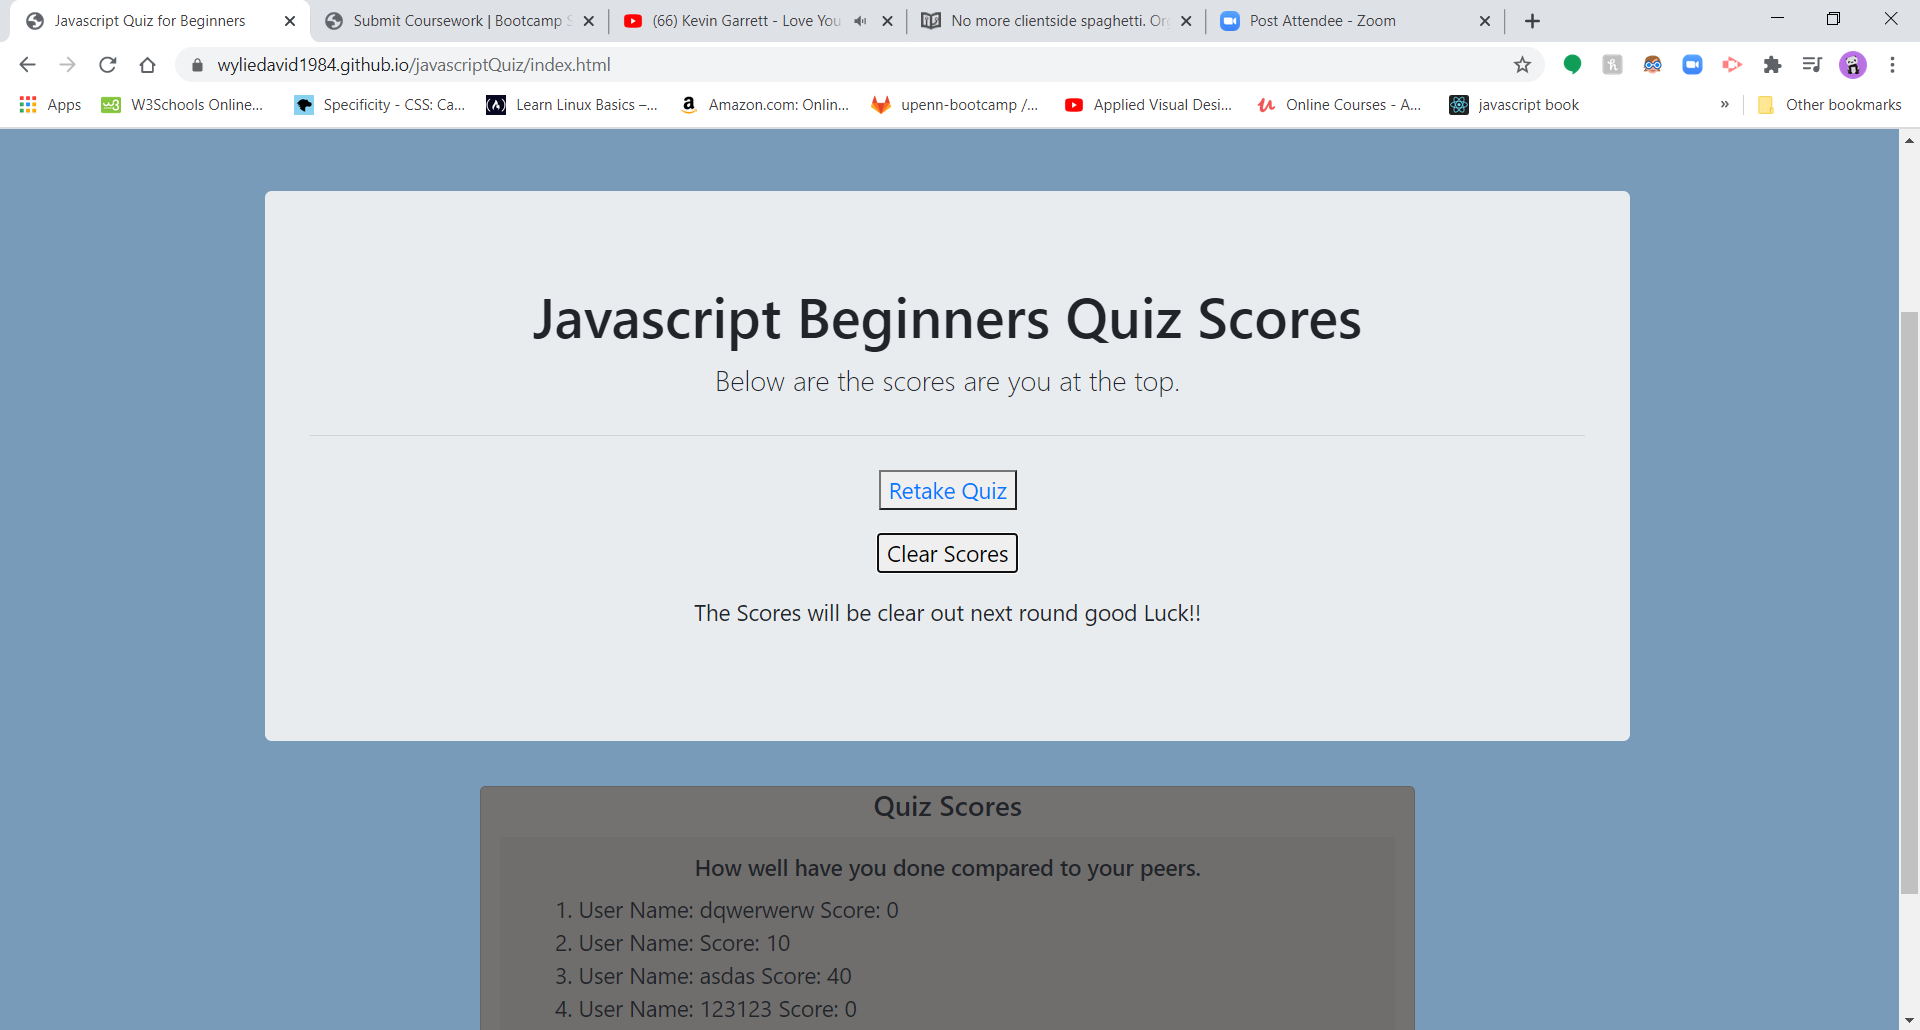 Javascript Quiz for Beginners
Submit Coursework | Bootcamp
(66) Kevin Garrett - Love You
No more clientside spaghetti. Or
Post Attendee - Zoom
wyliedavid1984.github.io/javascriptQuiz/index.html
Apps
W3Schools Online...
Specificity - CSS: Ca...
Learn Linux Basics –...
Amazon.com: Onlin...
upenn-bootcamp /...
Applied Visual Desi...
Online Courses - A...
javascript book
»
Other bookmarks
Javascript Beginners Quiz Scores
Below are the scores are you at the top.
Retake Quiz
Clear Scores
The Scores will be clear out next round good Luck!!
Quiz Scores
How well have you done compared to your peers.
1. User Name: dqwerwerw Score: 0
2. User Name: Score: 10
3. User Name: asdas Score: 40
4. User Name: 123123 Score: 0